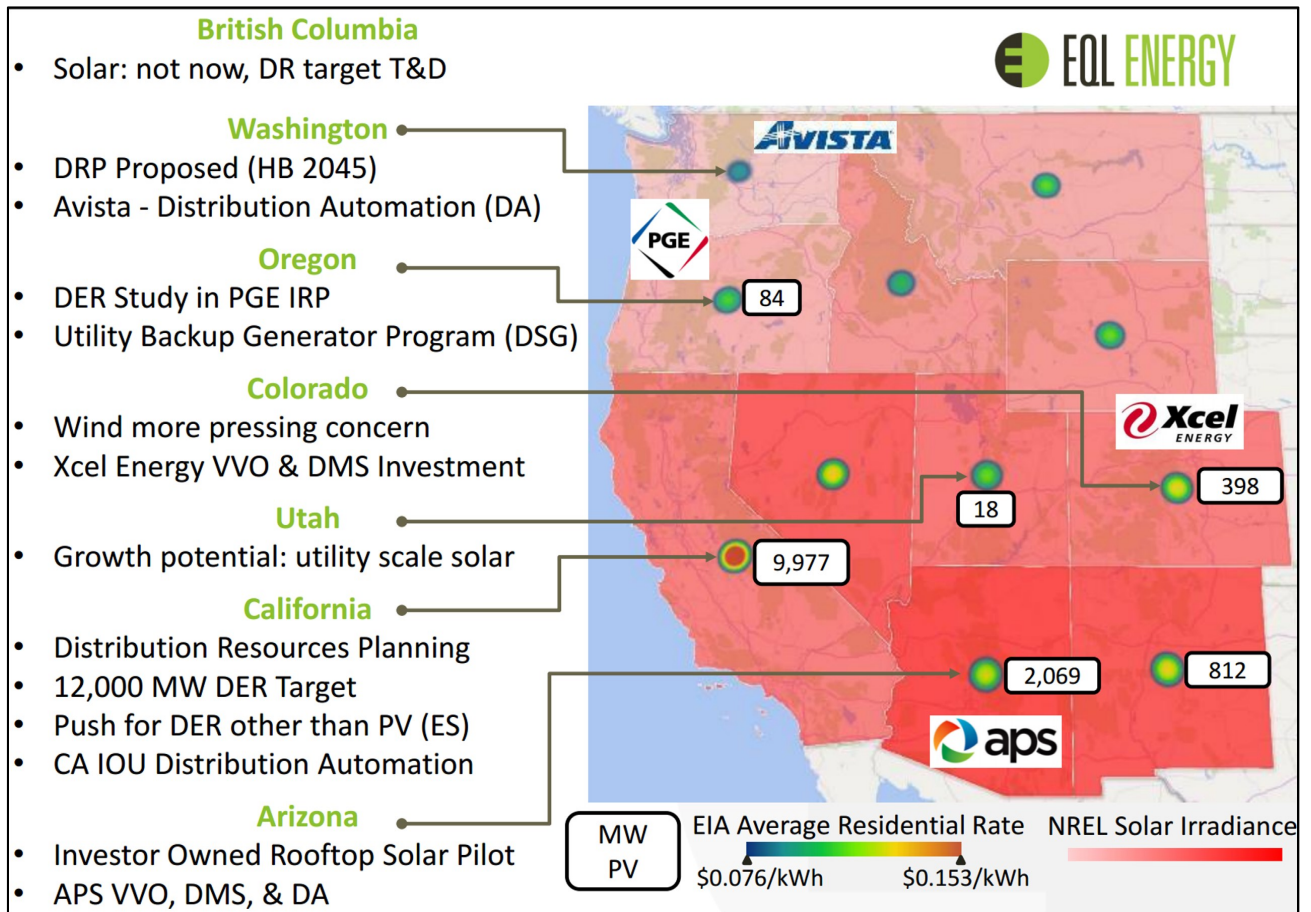 British Columbia
• Solar: not now, DR target T&D
Washington
• DRP Proposed (HB 2045)
• Avista - Distribution Automation (DA)
Oregon
• DER Study in PGE IRP
• Utility Backup Generator Program (DSG)
Colorado
• Wind more pressing concern
• Xcel Energy VVO & DMS Investment
Utah
• Growth potential: utility scale solar
California
• Distribution Resources Planning
• 12,000 MW DER Target
• Push for DER other than PV (ES)
• CA IOU Distribution Automation
Arizona
• Investor Owned Rooftop Solar Pilot
• APS VVO, DMS, & DA
EQL ENERGY
AVISTA
PGE
84
Xcel
ENERGY
398
18
9,977
2,069
812
aps
MW
PV
EIA Average Residential Rate
$0.076/kWh
$0.153/kWh
NREL Solar Irradiance